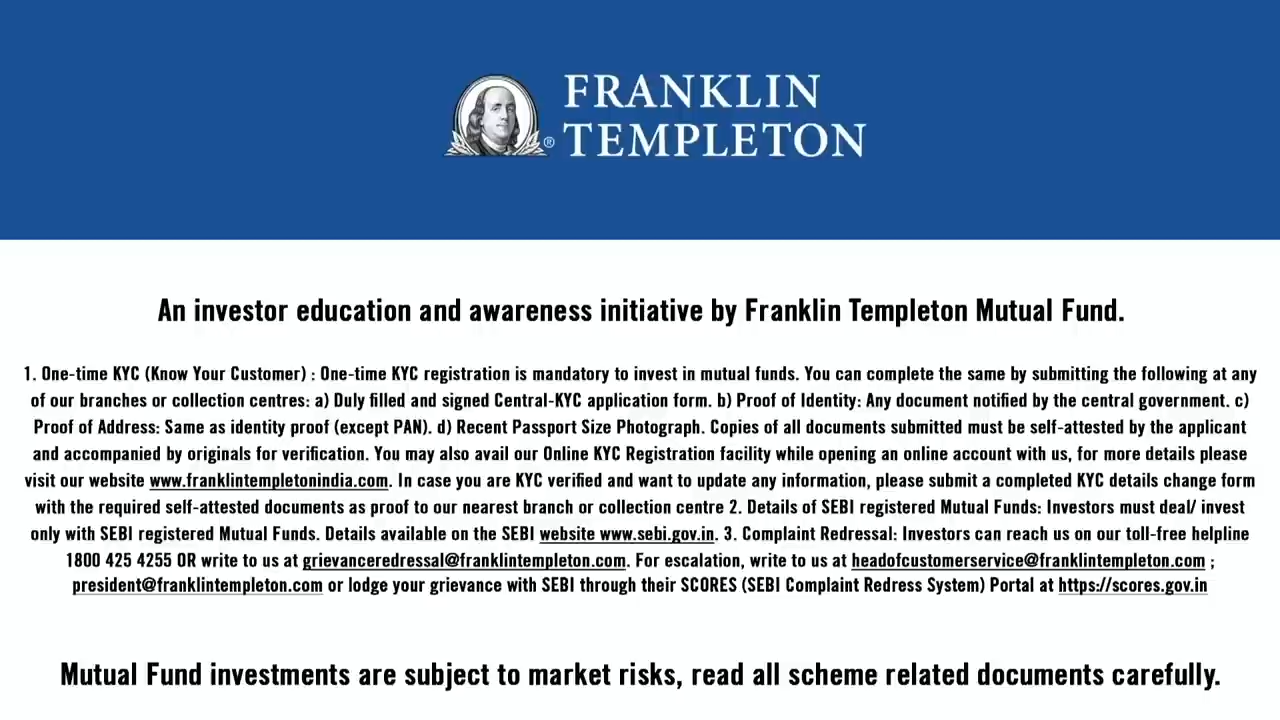 FRANKLIN
TEMPLETON
®
An investor education and awareness initiative by Franklin Templeton Mutual Fund.
1. One-time KYC (Know Your Customer) : One-time KYC registration is mandatory to invest in mutual funds. You can complete the same by submitting the following at any
of our branches or collection centres: a) Duly filled and signed Central-KYC application form. b) Proof of Identity: Any document notified by the central government. c)
Proof of Address: Same as identity proof (except PAN). d) Recent Passport Size Photograph. Copies of all documents submitted must be self-attested by the applicant
and accompanied by originals for verification. You may also avail our Online KYC Registration facility while opening an online account with us, for more details please
visit our website www.franklintempletonindia.com. In case you are KYC verified and want to update any information, please submit a completed KYC details change form
with the required self-attested documents as proof to our nearest branch or collection centre 2. Details of SEBI registered Mutual Funds: Investors must deal/ invest
only with SEBI registered Mutual Funds. Details available on the SEBI website www.sebi.gov.in. 3. Complaint Redressal: Investors can reach us on our toll-free helpline
1800 425 4255 OR write to us at grievanceredressal@franklintempleton.com. For escalation, write to us at headofcustomerservice@franklintempleton.com ;
president@franklintempleton.com or lodge your grievance with SEBI through their SCORES (SEBI Complaint Redress System) Portal at https://scores.gov.in
Mutual Fund investments are subject to market risks, read all scheme related documents carefully.